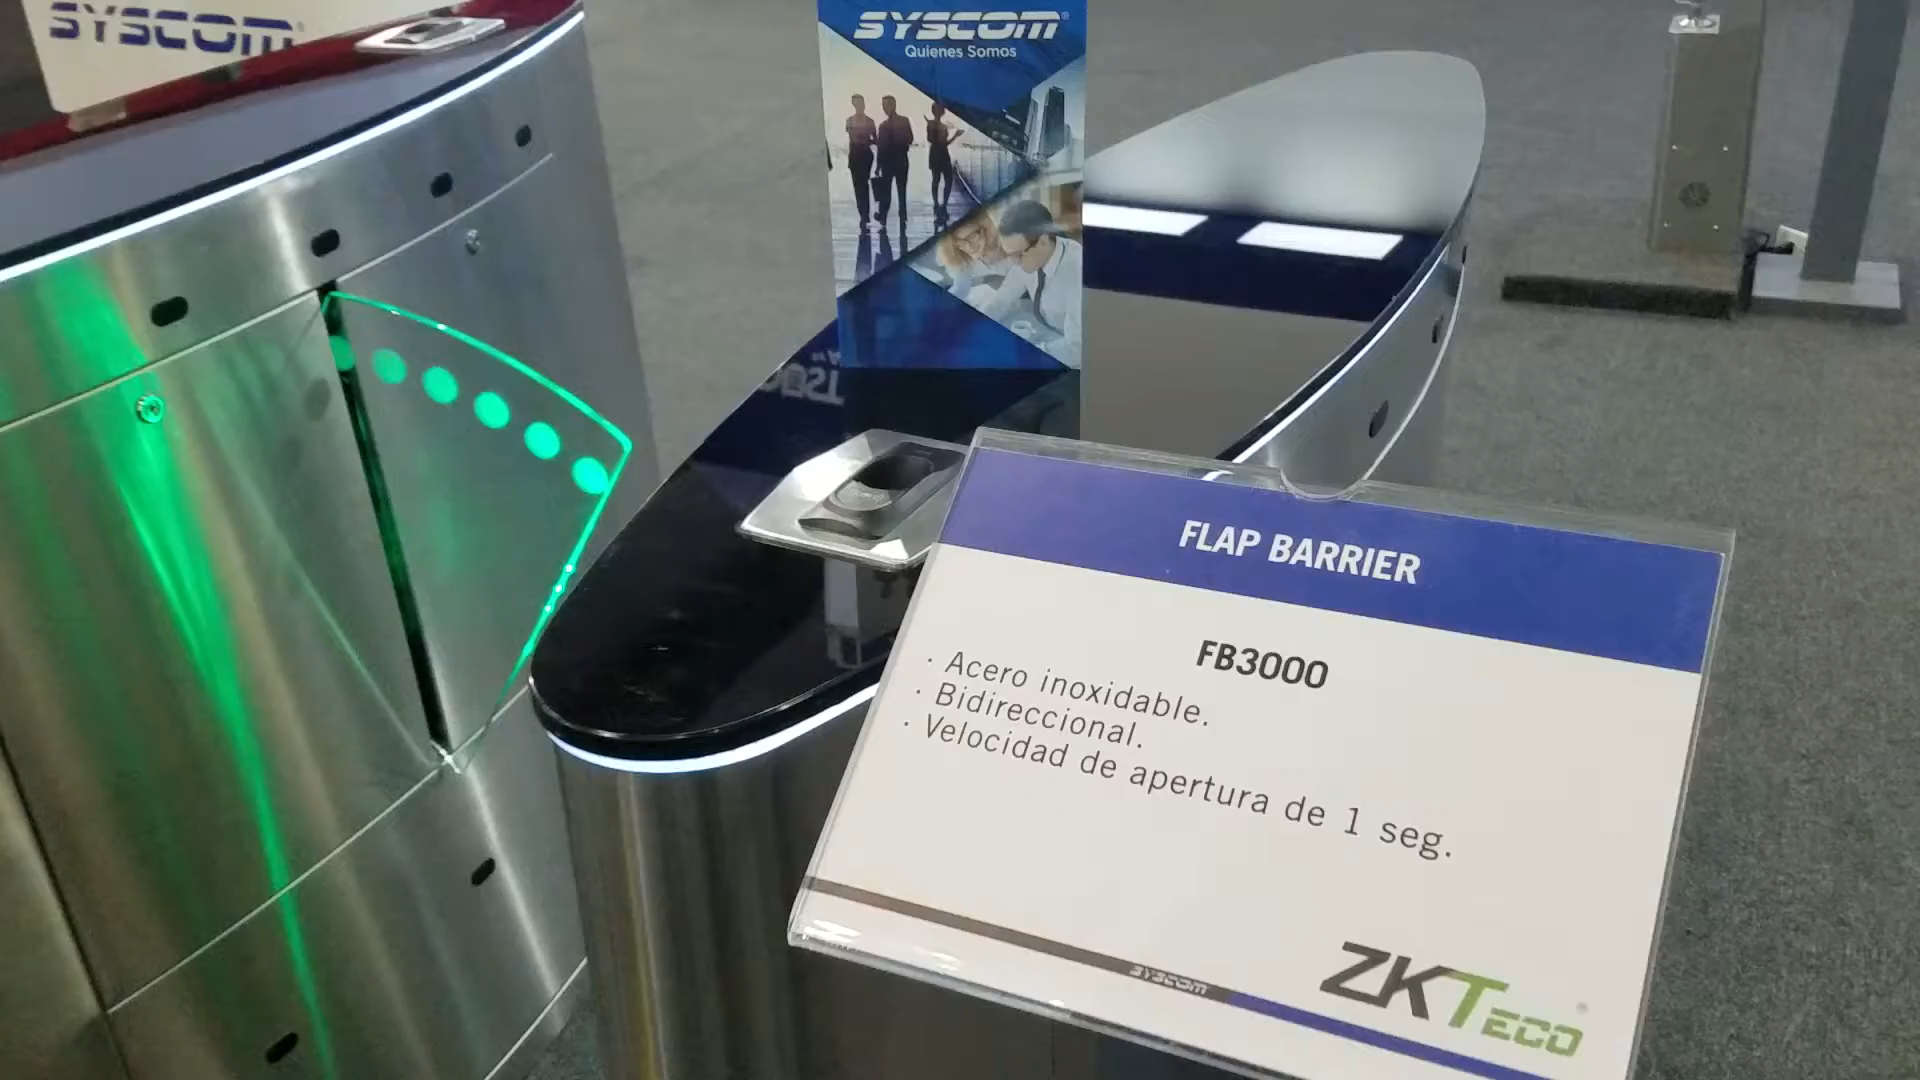 SYSCOM
SYSCOM
Quienes Somos
FLAP BARRIER
FB3000
· Acero inoxidable.
· Bidireccional.
· Velocidad de apertura de 1 seg.
SYSCOM
ZKTECO